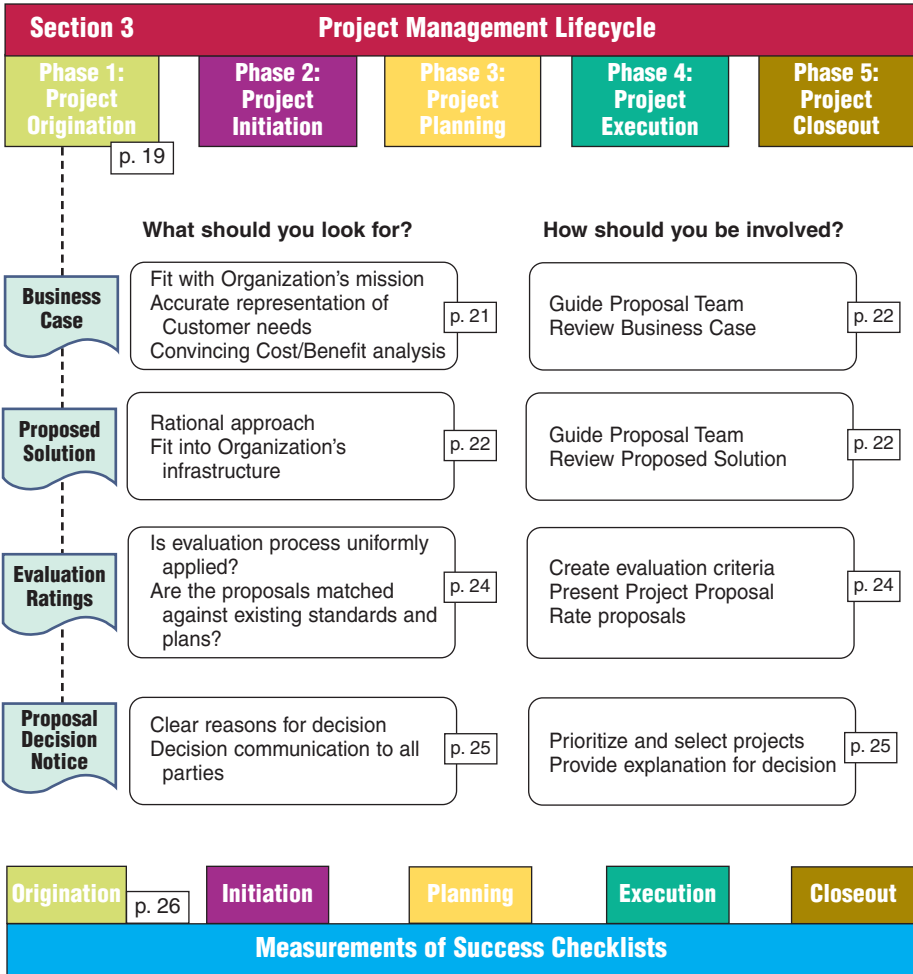 Section 3 Project Management Lifecycle
Phase 1:
Project
Origination
Phase 2:
Project
Initiation
Phase 3:
Project
Planning
Phase 4:
Project
Execution
Phase 5:
Project
Closeout
p. 19
What should you look for?
How should you be involved?
Business
Case
Fit with Organization's mission
Accurate representation of
Customer needs
Convincing Cost/Benefit analysis
p. 21
Guide Proposal Team
Review Business Case
p. 22
Proposed
Solution
Rational approach
Fit into Organization's
infrastructure
p. 22
Guide Proposal Team
Review Proposed Solution
p. 22
Evaluation
Ratings
Is evaluation process uniformly
applied?
Are the proposals matched
against existing standards and
plans?
p. 24
Create evaluation criteria
Present Project Proposal
Rate proposals
p. 24
Proposal
Decision
Notice
Clear reasons for decision
Decision communication to all
parties
p. 25
Prioritize and select projects
Provide explanation for decision
p. 25
Origination
p. 26
Initiation
Planning
Execution
Closeout
Measurements of Success Checklists